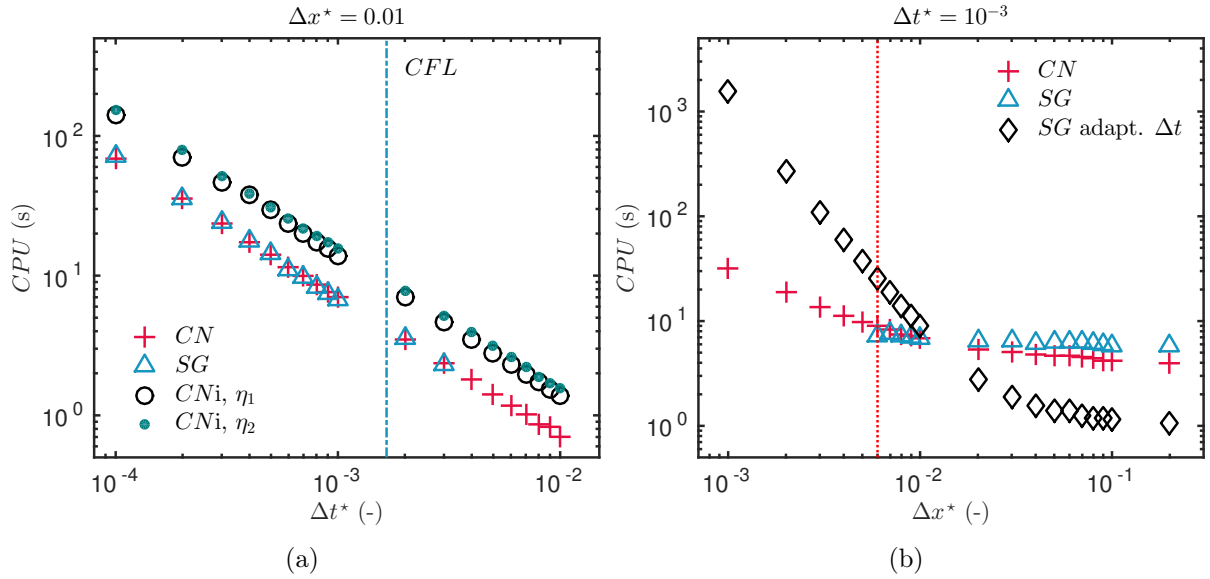 Δx* = 0.01
CFL
10²
10¹
10⁰
CPU (s)
CN
SG
CNi, η₁
CNi, η₂
10⁻⁴
10⁻³
10⁻²
Δt* (-)
(a)
Δt* = 10⁻³
CN
SG
SG adapt. Δt
10³
10²
10¹
10⁰
CPU (s)
10⁻³
10⁻²
10⁻¹
Δx* (-)
(b)